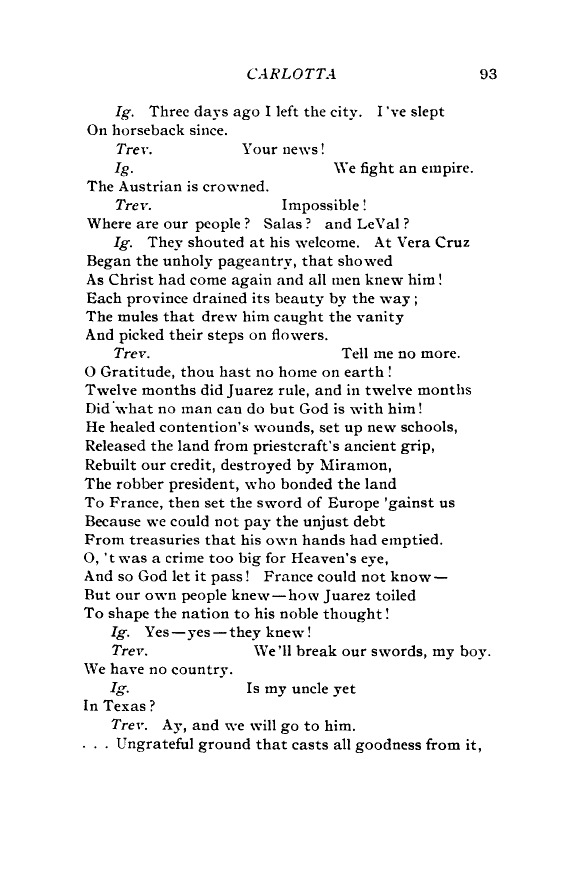 CARLOTTA 93
Ig. Three days ago I left the city. I 've slept
On horseback since.
Trev. Your news!
Ig. We fight an empire.
The Austrian is crowned.
Trev. Impossible!
Where are our people? Salas? and LeVal?
Ig. They shouted at his welcome. At Vera Cruz
Began the unholy pageantry, that showed
As Christ had come again and all men knew him!
Each province drained its beauty by the way;
The mules that drew him caught the vanity
And picked their steps on flowers.
Trev. Tell me no more.
O Gratitude, thou hast no home on earth!
Twelve months did Juarez rule, and in twelve months
Did what no man can do but God is with him!
He healed contention's wounds, set up new schools,
Released the land from priestcraft's ancient grip,
Rebuilt our credit, destroyed by Miramon,
The robber president, who bonded the land
To France, then set the sword of Europe 'gainst us
Because we could not pay the unjust debt
From treasuries that his own hands had emptied.
O, 't was a crime too big for Heaven's eye,
And so God let it pass! France could not know—
But our own people knew—how Juarez toiled
To shape the nation to his noble thought!
Ig. Yes—yes—they knew!
Trev. We'll break our swords, my boy.
We have no country.
Ig. Is my uncle yet
In Texas?
Trev. Ay, and we will go to him.
. . . Ungrateful ground that casts all goodness from it,